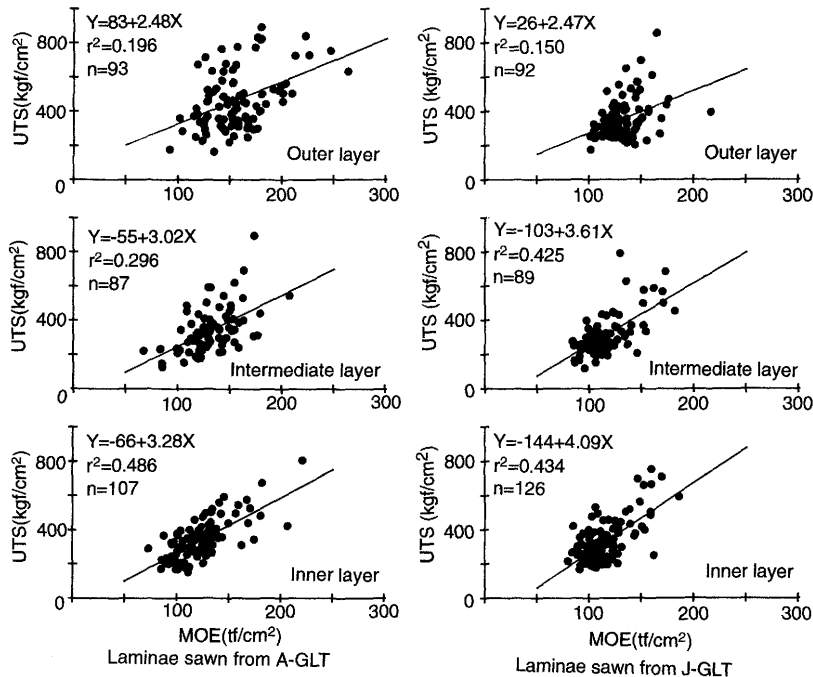 Y=83+2.48X
r²=0.196
n=93
800
400
0
UTS(kgf/cm²)
Outer layer
100
200
300
Y=26+2.47X
r²=0.150
n=92
800
400
0
UTS (kgf/cm²)
Outer layer
100
200
300
Y=-55+3.02X
r²=0.296
n=87
800
400
0
UTS(kgf/cm²)
Intermediate layer
100
200
300
Y=-103+3.61X
r²=0.425
n=89
800
400
0
UTS (kgf/cm²)
Intermediate layer
100
200
300
Y=-66+3.28X
r²=0.486
n=107
800
400
0
UTS(kgf/cm²)
Inner layer
100
200
300
MOE(tf/cm²)
Laminae sawn from A-GLT
Y=-144+4.09X
r²=0.434
n=126
800
400
0
UTS (kgf/cm²)
Inner layer
100
200
300
MOE(tf/cm²)
Laminae sawn from J-GLT